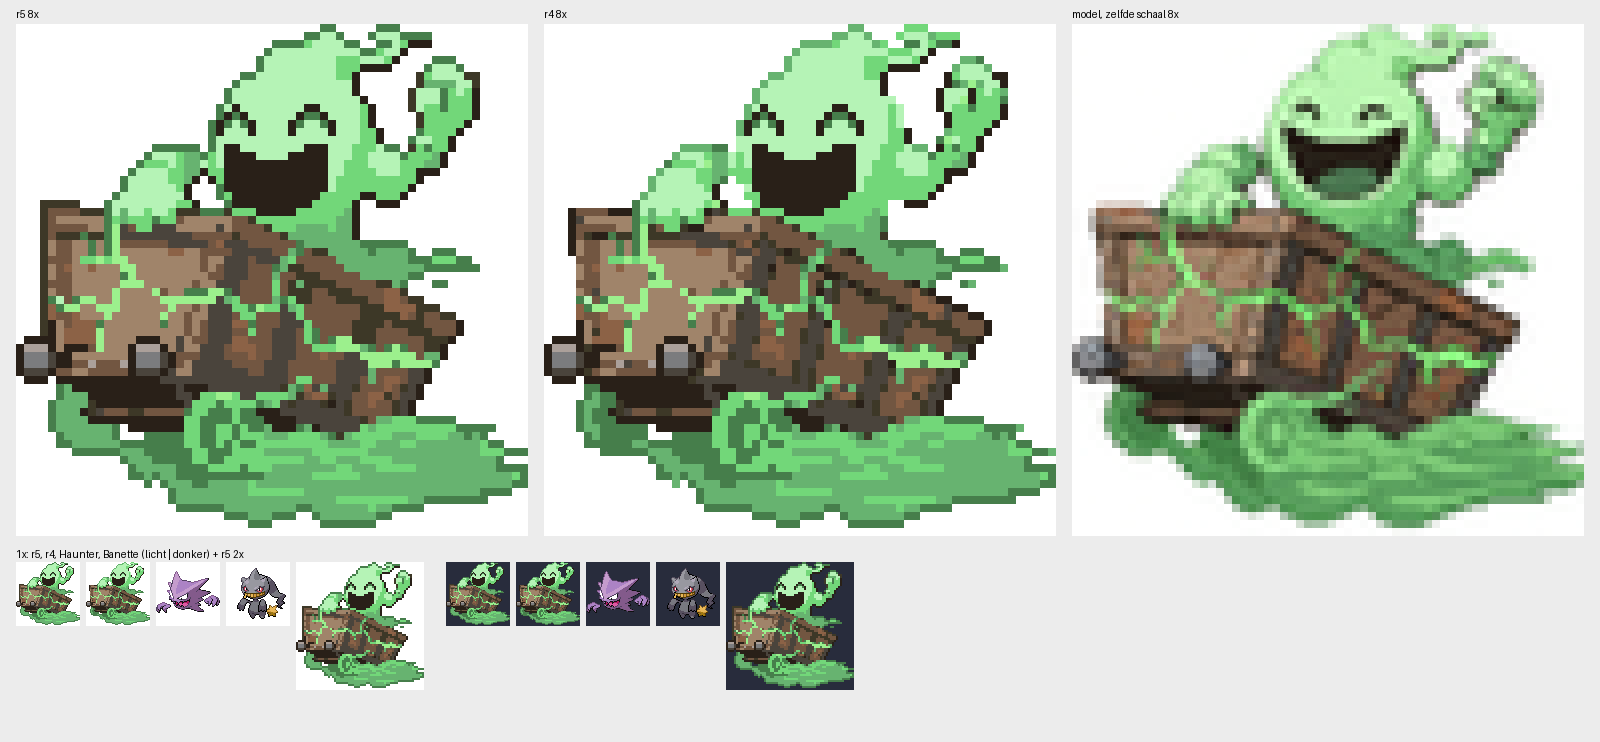 r5 8x
r4 8x
model, zelfde schaal 8x
1x: r5, r4, Haunter, Banette (licht | donker) + r5 2x